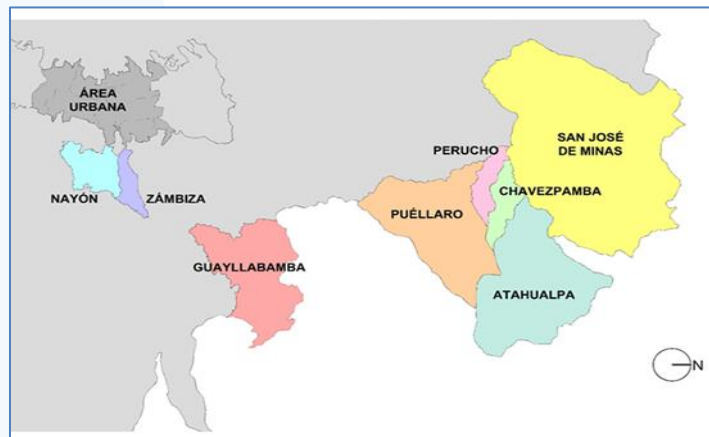 ÁREA
URBANA
NAYÓN
ZÁMBIZA
GUAYLLABAMBA
PERUCHO
SAN JOSÉ
DE MINAS
CHAVEZPAMBA
PUÉLLARO
ATAHUALPA
N